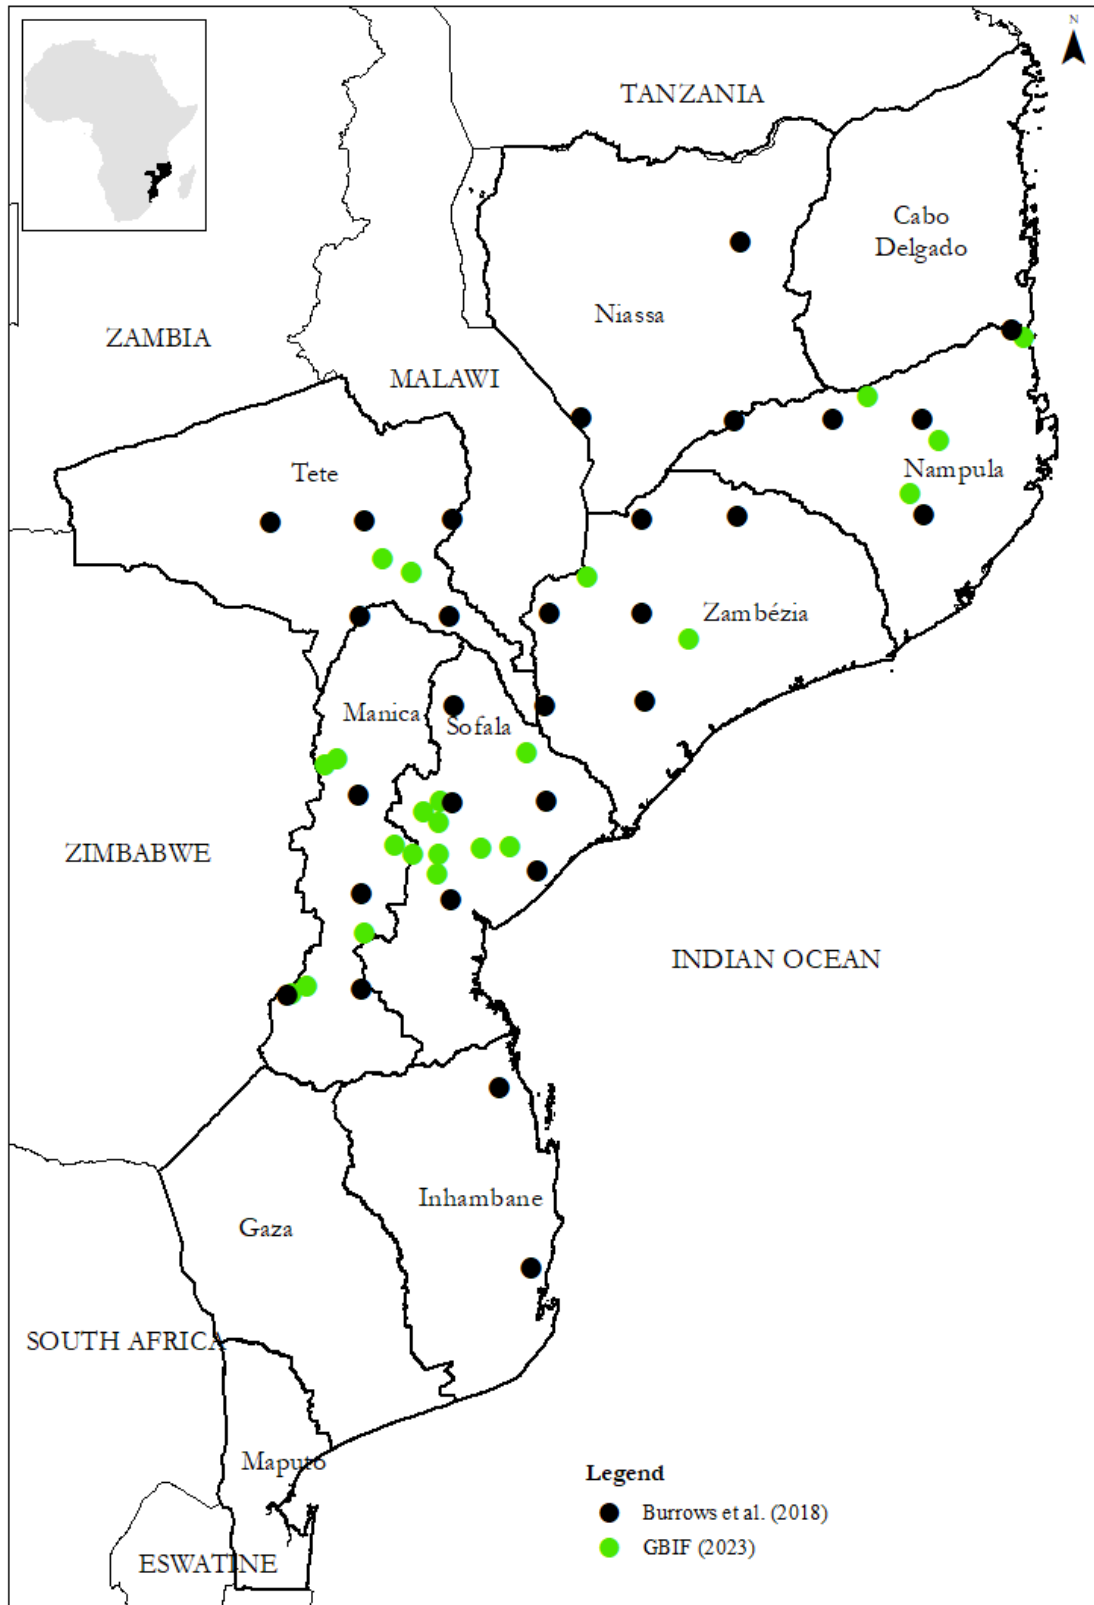 N
TANZANIA
Cabo
Delgado
Niassa
ZAMBIA
MALAWI
Tete
Nampula
Zambézia
Manica
Sofala
ZIMBABWE
INDIAN OCEAN
Inhambane
Gaza
SOUTH AFRICA
Maputo
Legend
Burrows et al. (2018)
GBIF (2023)
ESWATINE